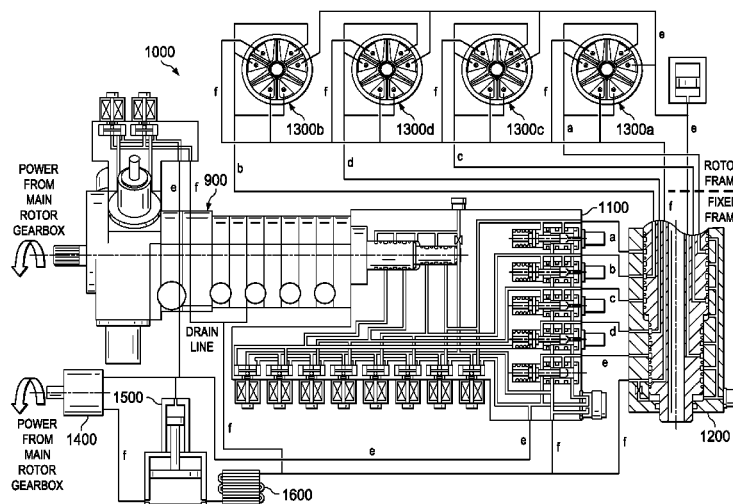 1000
e
f
f
f
f
1300b
1300d
1300c
1300a
a
e
b
d
c
f
ROTO
FRAM
FIXE
FRAM
POWER
FROM
MAIN
ROTOR
GEARBOX
e
f
900
1100
a
b
c
d
e
DRAIN
LINE
1400
1500
POWER
FROM
MAIN
ROTOR
GEARBOX
f
f
e
e
f
f
1600
1200